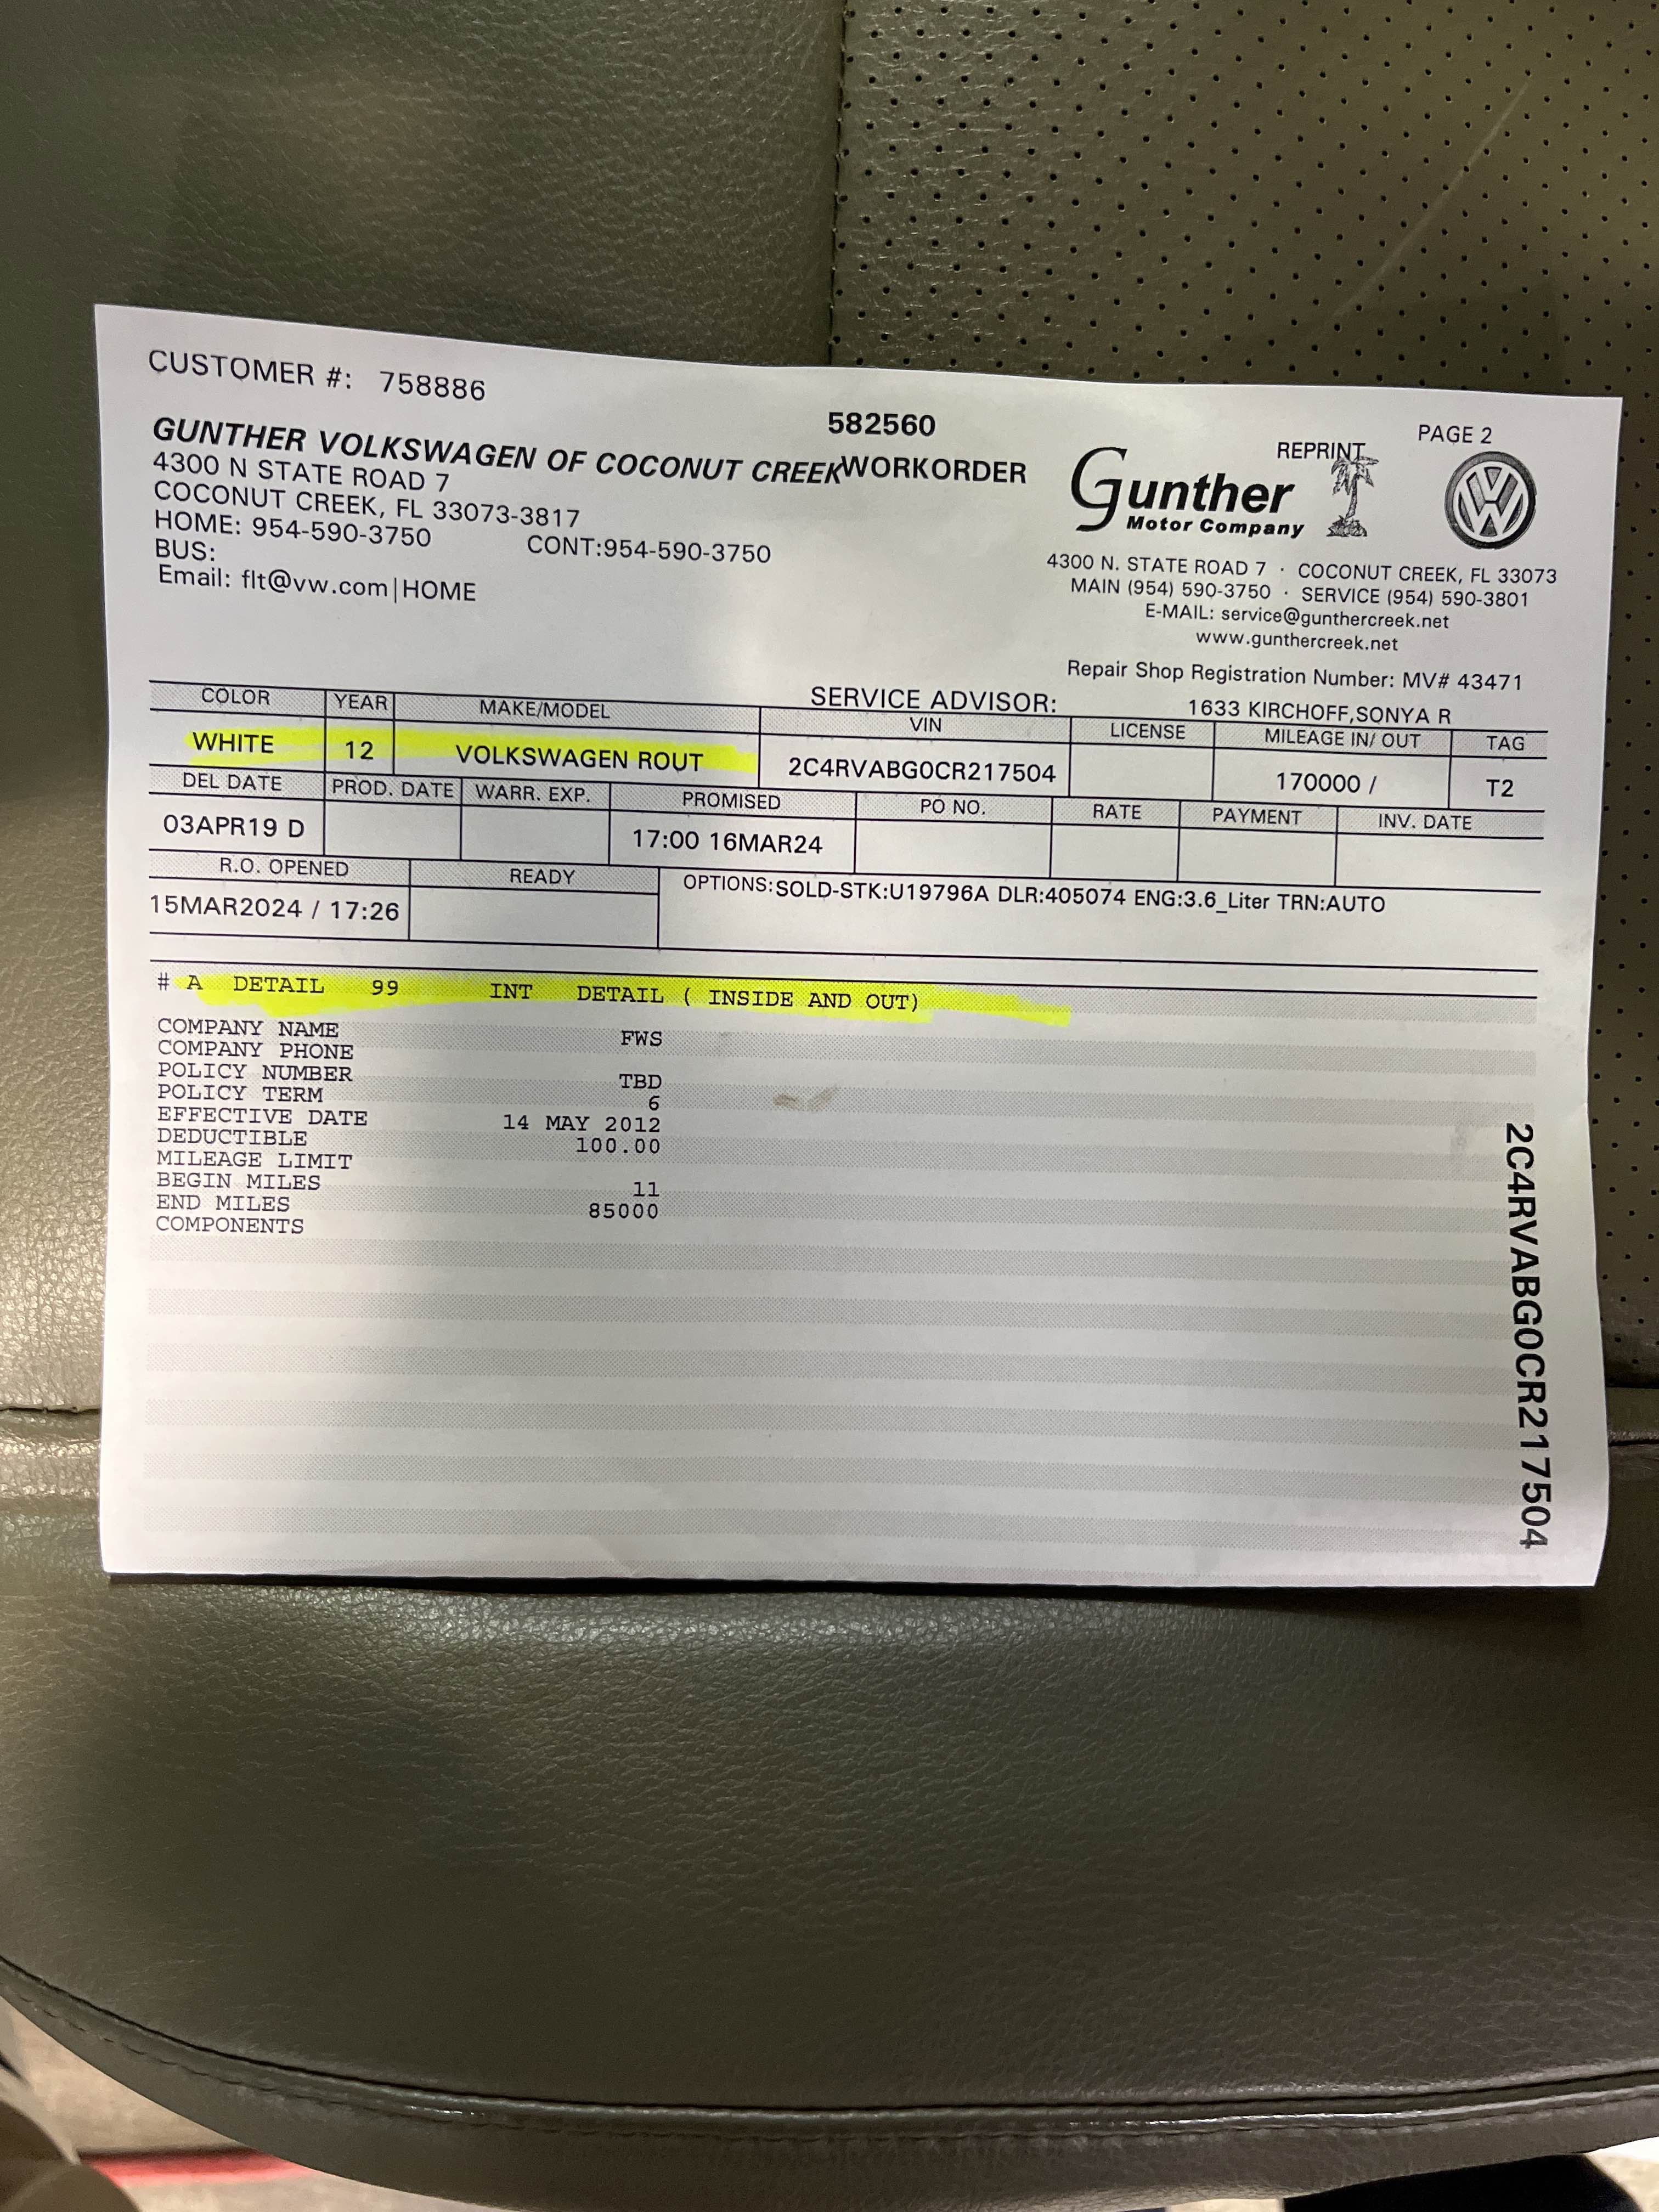 CUSTOMER #: 758886
582560
PAGE 2
REPRINT
GUNTHER VOLKSWAGEN OF COCONUT CREEK WORKORDER
4300 N STATE ROAD 7
COCONUT CREEK, FL 33073-3817
HOME: 954-590-3750 CONT:954-590-3750
BUS:
Email: flt@vw.com|HOME
Gunther
Motor Company
4300 N. STATE ROAD 7 · COCONUT CREEK, FL 33073
MAIN (954) 590-3750 · SERVICE (954) 590-3801
E-MAIL: service@gunthercreek.net
www.gunthercreek.net
Repair Shop Registration Number: MV# 43471
SERVICE ADVISOR: 1633 KIRCHOFF,SONYA R
COLOR YEAR MAKE/MODEL VIN LICENSE MILEAGE IN/ OUT TAG
WHITE 12 VOLKSWAGEN ROUT 2C4RVABG0CR217504 170000 / T2
DEL DATE PROD. DATE WARR. EXP. PROMISED PO NO. RATE PAYMENT INV. DATE
03APR19 D 17:00 16MAR24
R.O. OPENED READY OPTIONS:SOLD-STK:U19796A DLR:405074 ENG:3.6_Liter TRN:AUTO
15MAR2024 / 17:26
# A DETAIL 99 INT DETAIL ( INSIDE AND OUT)
COMPANY NAME FWS
COMPANY PHONE
POLICY NUMBER TBD
POLICY TERM 6
EFFECTIVE DATE 14 MAY 2012
DEDUCTIBLE 100.00
MILEAGE LIMIT
BEGIN MILES 11
END MILES 85000
COMPONENTS
2C4RVABG0CR217504